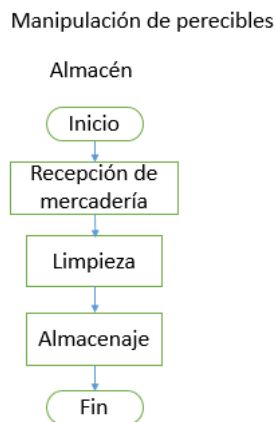 Manipulación de perecibles
Almacén
Inicio
Recepción de
mercadería
Limpieza
Almacenaje
Fin